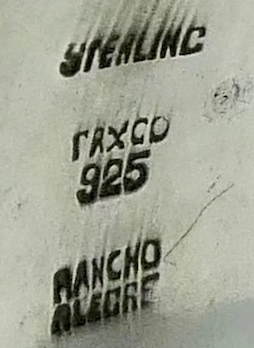 STERLING
TAXCO
925
RANCHO
ALEGRE